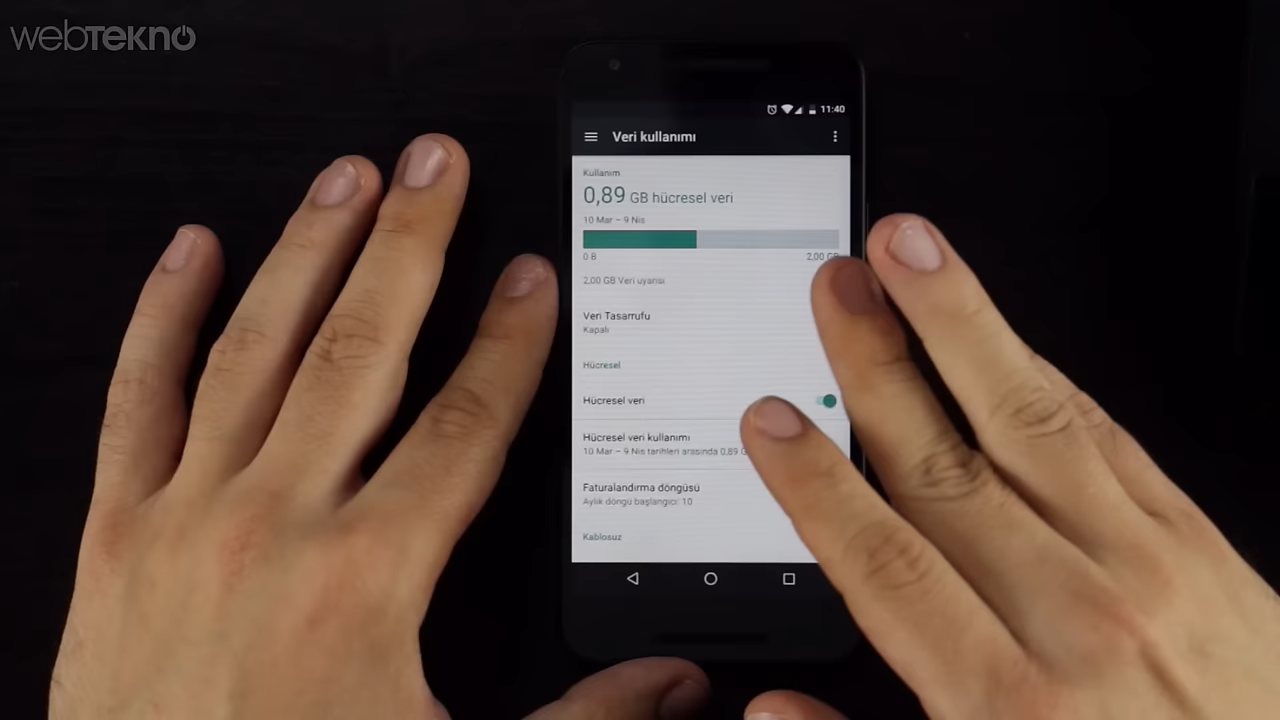 webTEKNO
11:40
Veri kullanımı
Kullanım
0,89 GB hücresel veri
10 Mar – 9 Nis
0 B 2,00 GB
2,00 GB Veri uyarısı
Veri Tasarrufu
Kapalı
Hücresel
Hücresel veri
Hücresel veri kullanımı
10 Mar – 9 Nis tarihleri arasında 0,89
Faturalandırma döngüsü
Aylık döngü başlangıcı: 10
Kablosuz